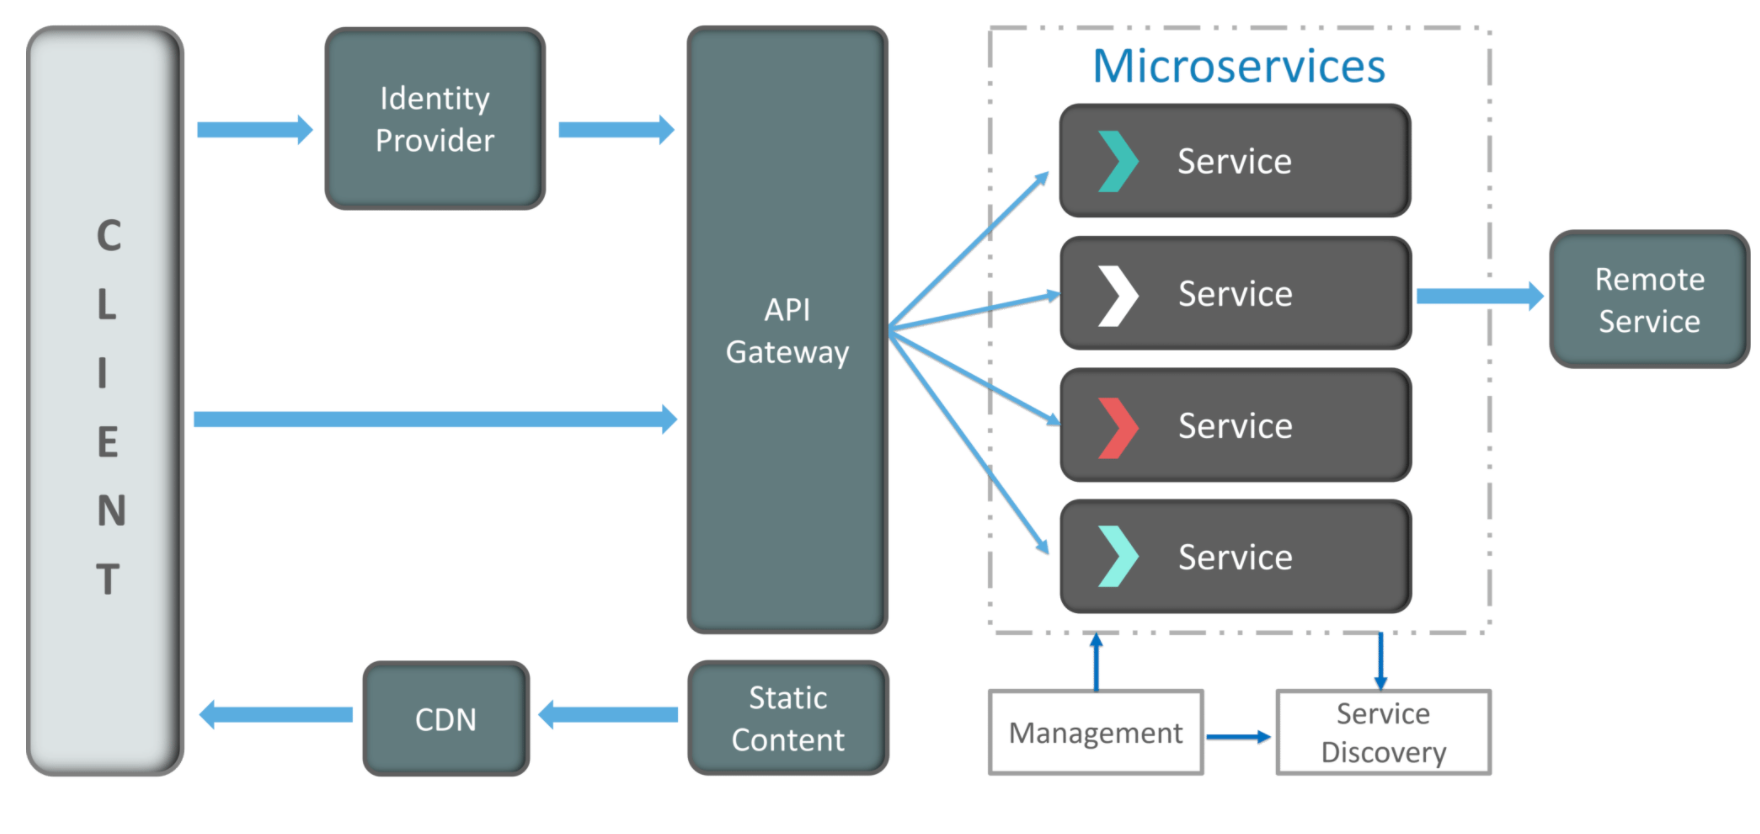 C
L
I
E
N
T
Identity
Provider
API
Gateway
Microservices
Service
Service
Service
Service
Remote
Service
CDN
Static
Content
Management
Service
Discovery